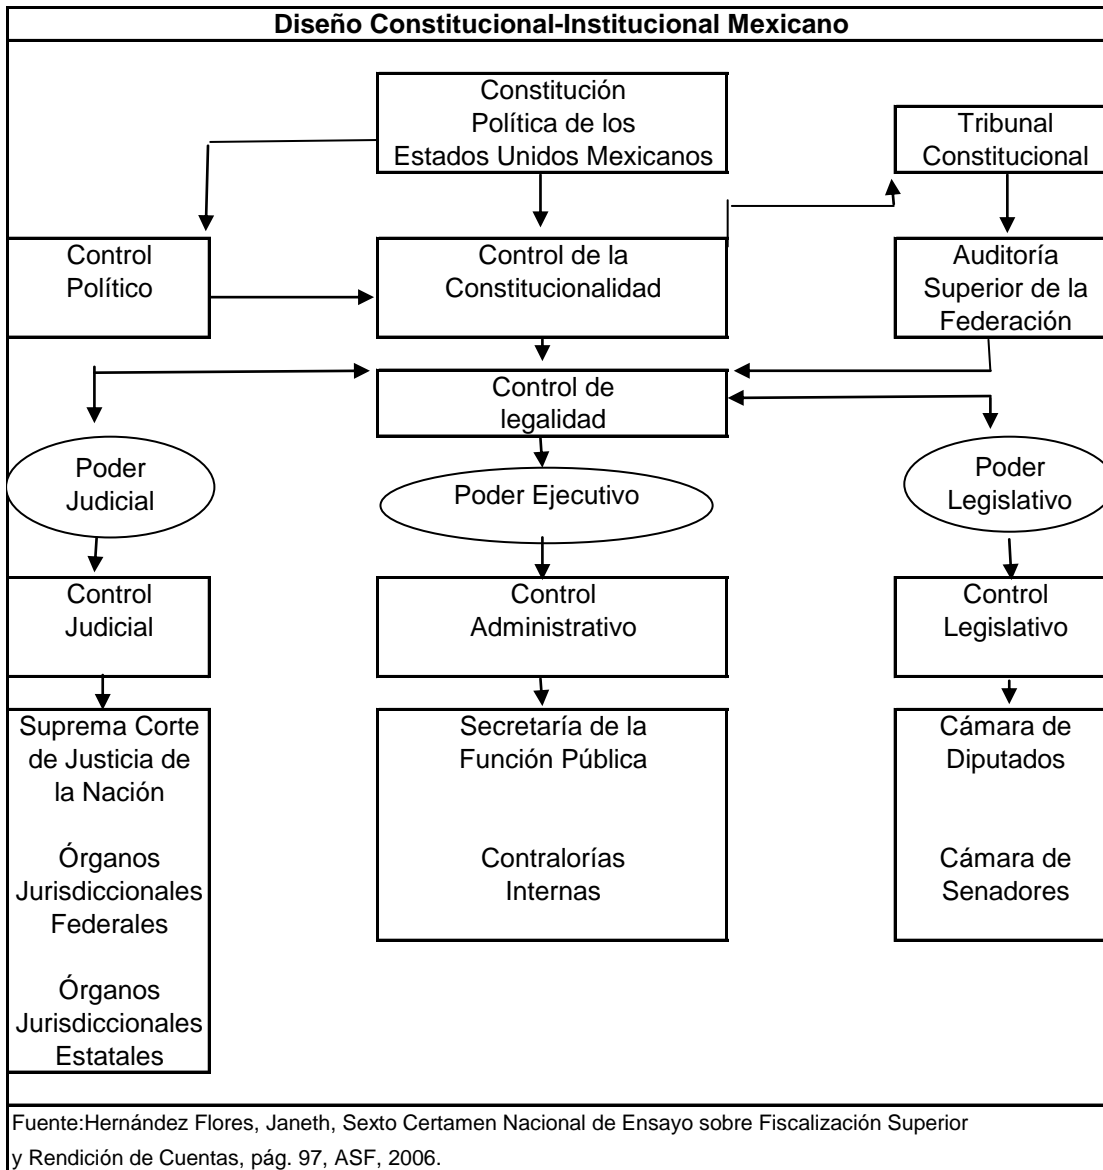 Diseño Constitucional-Institucional Mexicano
Constitución
Política de los
Estados Unidos Mexicanos
Tribunal
Constitucional
Control
Político
Control de la
Constitucionalidad
Auditoría
Superior de la
Federación
Control de
legalidad
Poder
Judicial
Poder Ejecutivo
Poder
Legislativo
Control
Judicial
Control
Administrativo
Control
Legislativo
Suprema Corte
de Justicia de
la Nación
Órganos
Jurisdiccionales
Federales
Órganos
Jurisdiccionales
Estatales
Secretaría de la
Función Pública
Contralorías
Internas
Cámara de
Diputados
Cámara de
Senadores
Fuente:Hernández Flores, Janeth, Sexto Certamen Nacional de Ensayo sobre Fiscalización Superior
y Rendición de Cuentas, pág. 97, ASF, 2006.